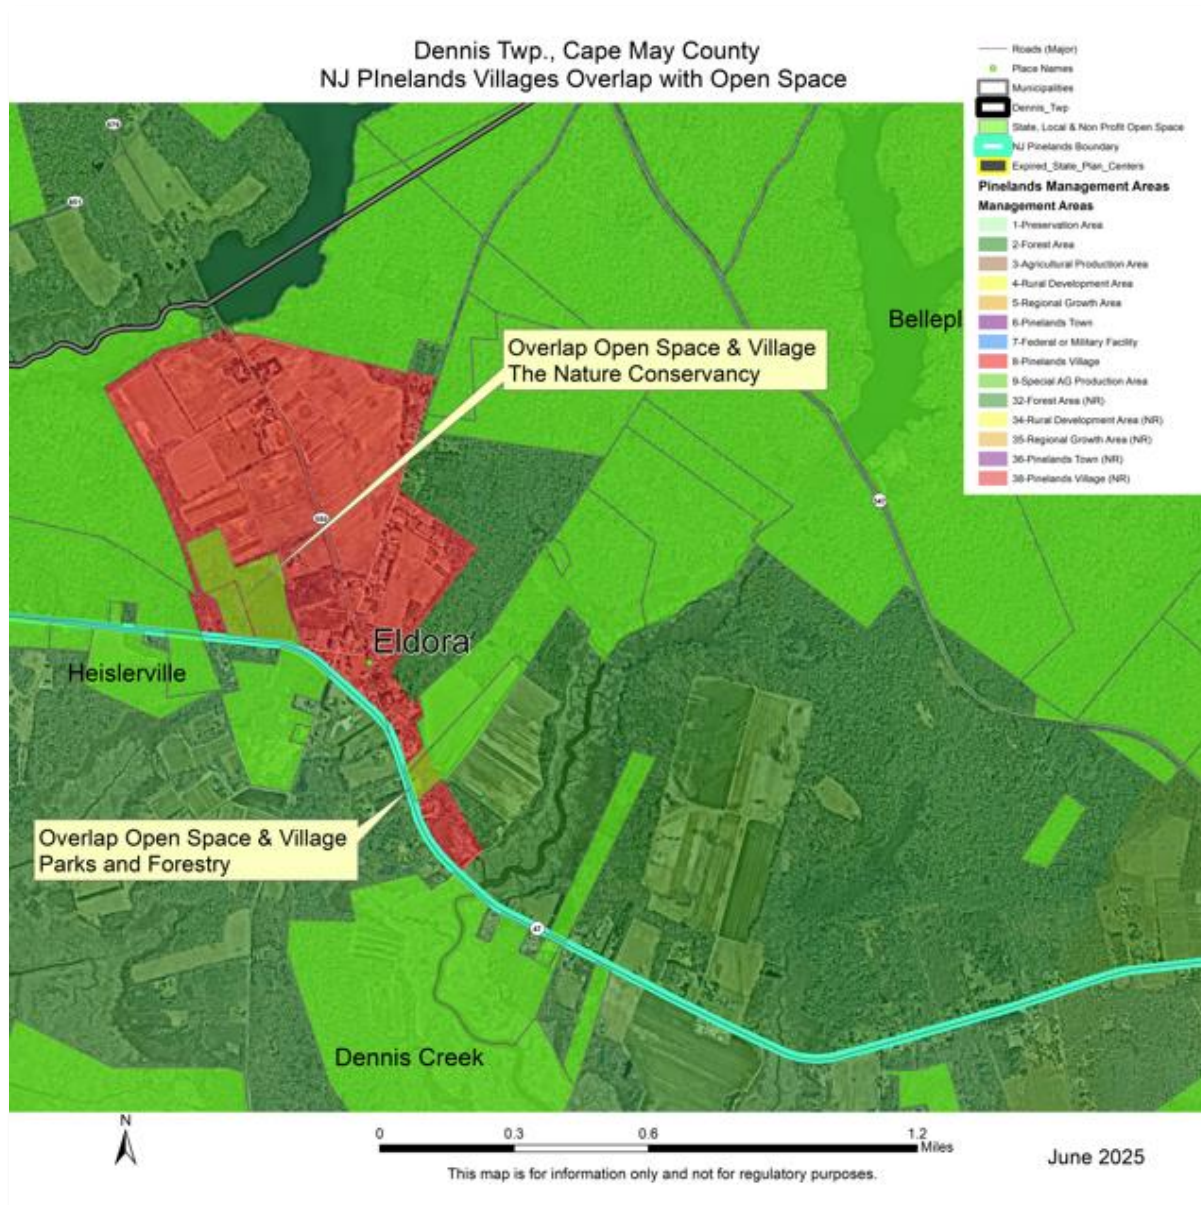 Dennis Twp., Cape May County
NJ PInelands Villages Overlap with Open Space
Roads (Major)
Place Names
Municipalities
Dennis_Twp
State, Local & Non Profit Open Space
NJ Pinelands Boundary
Expired_State_Plan_Centers
Pinelands Management Areas
Management Areas
1-Preservation Area
2-Forest Area
3-Agricultural Production Area
4-Rural Development Area
5-Regional Growth Area
6-Pinelands Town
7-Federal or Military Facility
8-Pinelands Village
9-Special AG Production Area
32-Forest Area (NR)
34-Rural Development Area (NR)
35-Regional Growth Area (NR)
36-Pinelands Town (NR)
38-Pinelands Village (NR)
Bellepl
Overlap Open Space & Village
The Nature Conservancy
347
Eldora
Heislerville
Overlap Open Space & Village
Parks and Forestry
47
Dennis Creek
N
0 0.3 0.6 1.2
Miles
This map is for information only and not for regulatory purposes.
June 2025